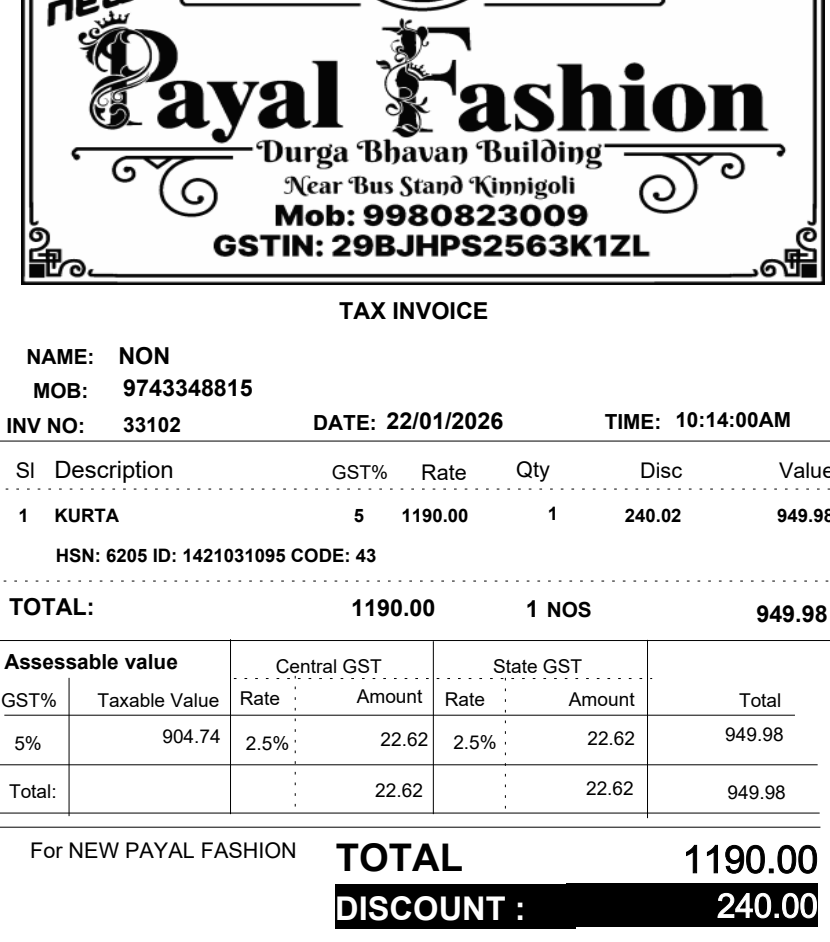 new
Payal Fashion
Durga Bhavan Building
Near Bus Stand Kinnigoli
Mob: 9980823009
GSTIN: 29BJHPS2563K1ZL
TAX INVOICE
NAME: NON
MOB: 9743348815
INV NO: 33102 DATE: 22/01/2026 TIME: 10:14:00AM
Sl Description GST% Rate Qty Disc Value
1 KURTA 5 1190.00 1 240.02 949.98
HSN: 6205 ID: 1421031095 CODE: 43
TOTAL: 1190.00 1 NOS 949.98
Assessable value Central GST State GST
GST% Taxable Value Rate Amount Rate Amount Total
5% 904.74 2.5% 22.62 2.5% 22.62 949.98
Total: 22.62 22.62 949.98
For NEW PAYAL FASHION TOTAL 1190.00
DISCOUNT : 240.00